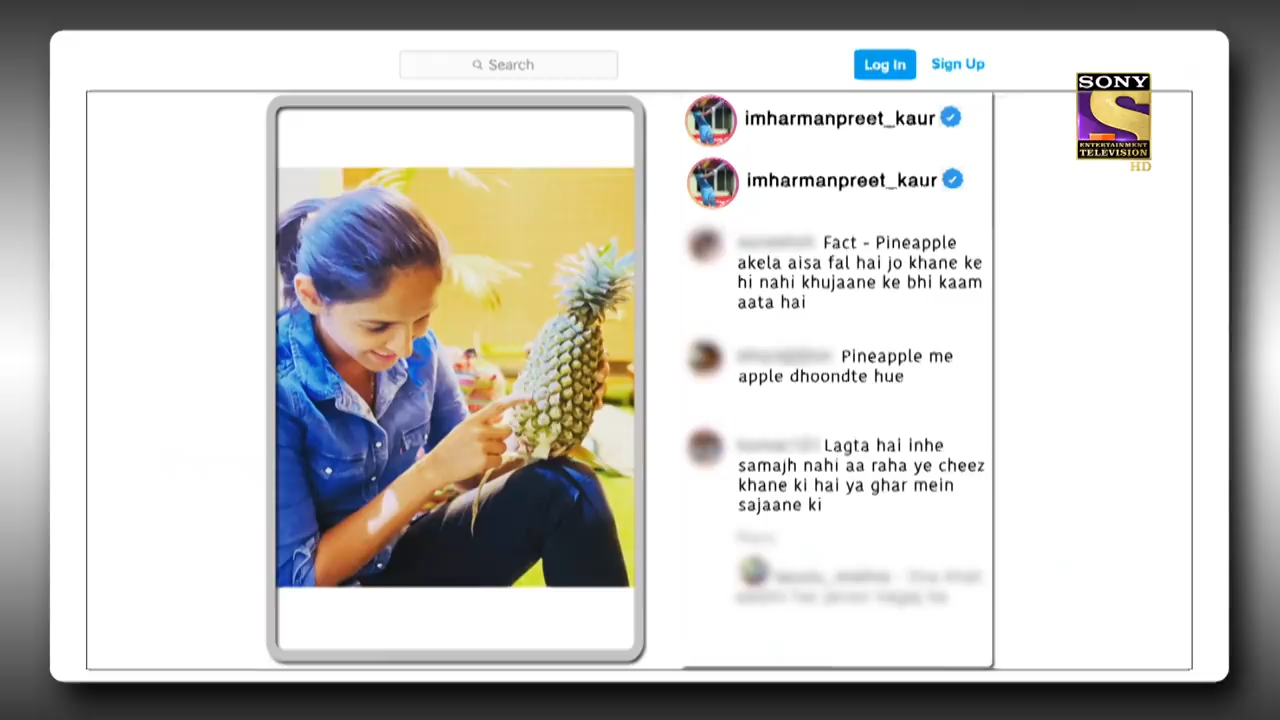 Search
Log In
Sign Up
SONY
ENTERTAINMENT
TELEVISION
HD
imharmanpreet_kaur
imharmanpreet_kaur
Fact - Pineapple
akela aisa fal hai jo khane ke
hi nahi khujaane ke bhi kaam
aata hai
Pineapple me
apple dhoondte hue
Lagta hai inhe
samajh nahi aa raha ye cheez
khane ki hai ya ghar mein
sajaane ki